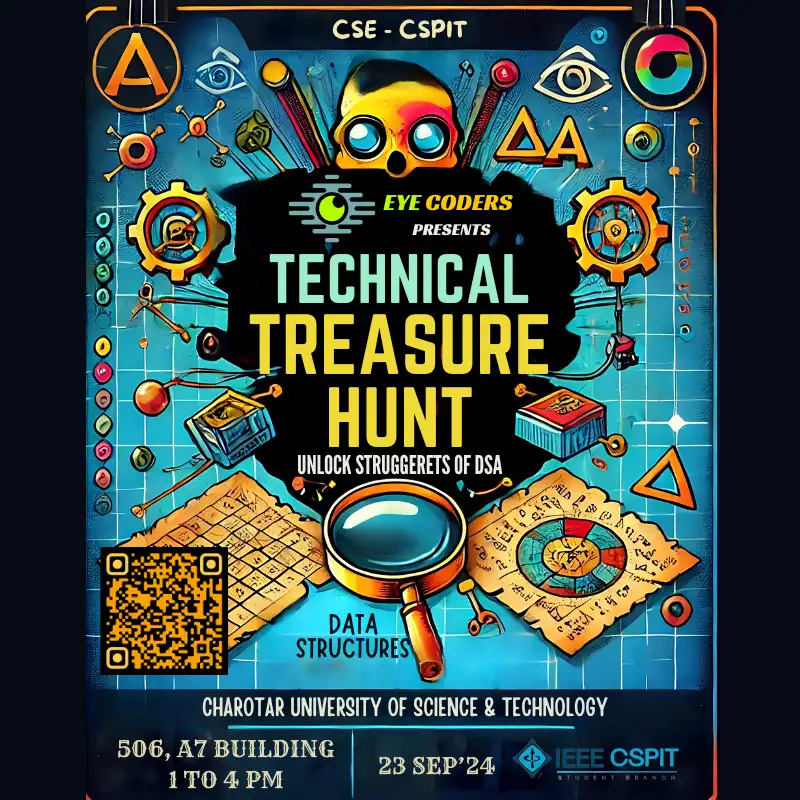 CSE - CSPIT
EYE CODERS
PRESENTS
TECHNICAL
TREASURE
HUNT
UNLOCK STRUGGERETS OF DSA
DATA
STRUCTURES
CHAROTAR UNIVERSITY OF SCIENCE & TECHNOLOGY
506, A7 BUILDING
1 TO 4 PM
23 SEP'24
IEEE CSPIT
STUDENT BRANCH